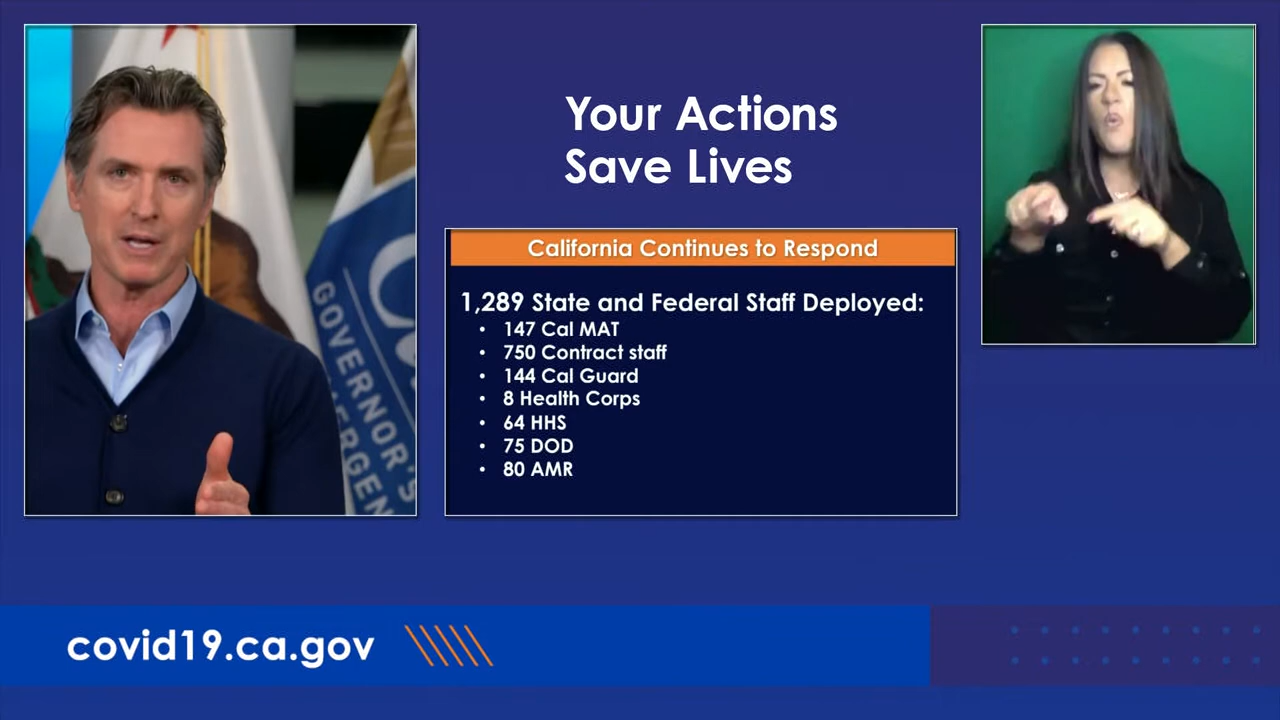 Your Actions
Save Lives
California Continues to Respond
1,289 State and Federal Staff Deployed:
• 147 Cal MAT
• 750 Contract staff
• 144 Cal Guard
• 8 Health Corps
• 64 HHS
• 75 DOD
• 80 AMR
GOVERNOR'S
covid19.ca.gov